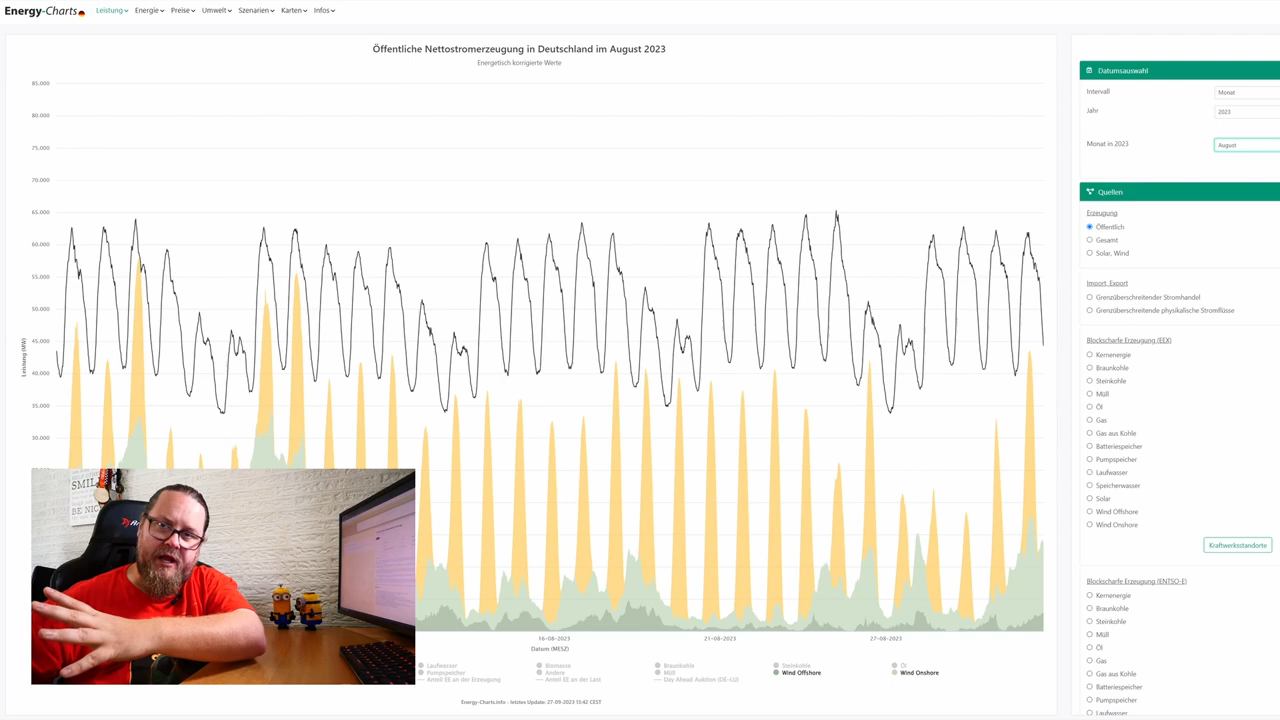 Energy-Charts
Leistung Energie Preise Umwelt Szenarien Karten Infos
Öffentliche Nettostromerzeugung in Deutschland im August 2023
Energetisch korrigierte Werte
85.000
80.000
75.000
70.000
65.000
60.000
55.000
50.000
45.000
40.000
35.000
30.000
Leistung (MW)
16-08-2023 21-08-2023 27-08-2023
Datum (MESZ)
Laufwasser Biomasse Braunkohle Steinkohle Öl
Pumpspeicher Andere Müll Wind Offshore Wind Onshore
Anteil EE an der Erzeugung Anteil EE an der Last Day Ahead Auktion (DE-LU)
Energy-Charts.info - letztes Update: 27-09-2023 15:42 CEST
SMIL
BE NIC
Datumsauswahl
Intervall Monat
Jahr 2023
Monat in 2023 August
Quellen
Erzeugung
Öffentlich
Gesamt
Solar, Wind
Import, Export
Grenzüberschreitender Stromhandel
Grenzüberschreitende physikalische Stromflüsse
Blockscharfe Erzeugung (EEX)
Kernenergie
Braunkohle
Steinkohle
Müll
Öl
Gas
Gas aus Kohle
Batteriespeicher
Pumpspeicher
Laufwasser
Speicherwasser
Solar
Wind Offshore
Wind Onshore
Kraftwerksstandorte
Blockscharfe Erzeugung (ENTSO-E)
Kernenergie
Braunkohle
Steinkohle
Müll
Öl
Gas
Gas aus Kohle
Batteriespeicher
Pumpspeicher
Laufwasser